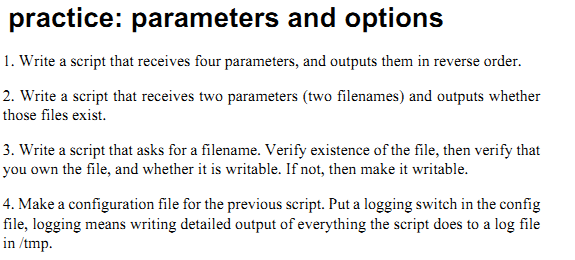 practice: parameters and options
1. Write a script that receives four parameters, and outputs them in reverse order.
2. Write a script that receives two parameters (two filenames) and outputs whether
those files exist.
3. Write a script that asks for a filename. Verify existence of the file, then verify that
you own the file, and whether it is writable. If not, then make it writable.
4. Make a configuration file for the previous script. Put a logging switch in the config
file, logging means writing detailed output of everything the script does to a log file
in /tmp.